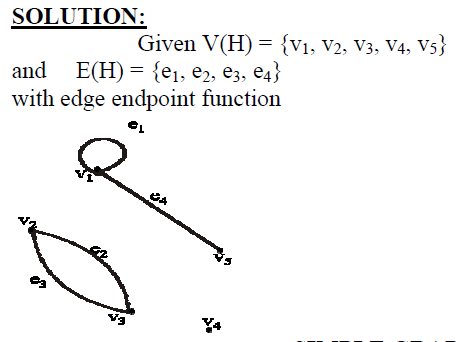 SOLUTION:
Given V(H) = {v₁, v₂, v₃, v₄, v₅}
and E(H) = {e₁, e₂, e₃, e₄}
with edge endpoint function
e₁
v₁
e₄
v₂
e₂
v₅
e₃
v₃
v₄